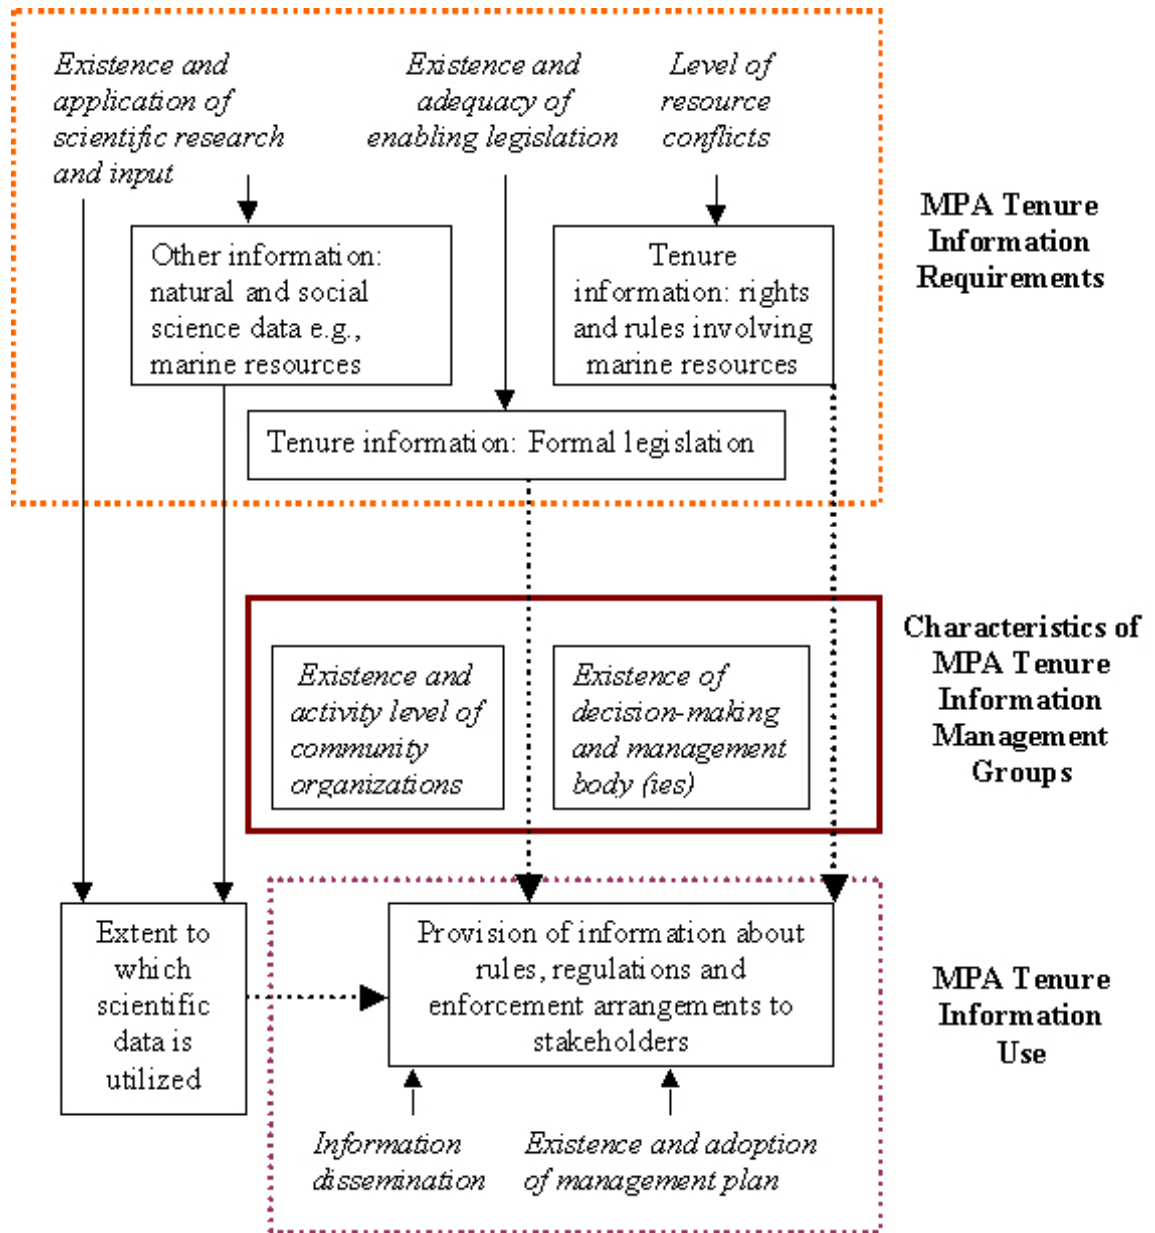 Existence and
application of
scientific research
and input
Existence and
adequacy of
enabling legislation
Level of
resource
conflicts
MPA Tenure
Information
Requirements
Other information:
natural and social
science data e.g.,
marine resources
Tenure
information: rights
and rules involving
marine resources
Tenure information: Formal legislation
Existence and
activity level of
community
organizations
Existence of
decision-making
and management
body (ies)
Characteristics of
MPA Tenure
Information
Management
Groups
Extent to
which
scientific
data is
utilized
Provision of information about
rules, regulations and
enforcement arrangements to
stakeholders
MPA Tenure
Information
Use
Information
dissemination
Existence and adoption
of management plan